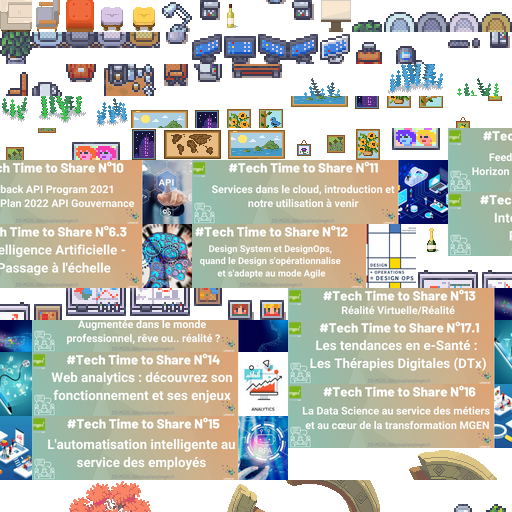 ch Time to Share N°10
back API Program 2021
Plan 2022 API Gouvernance
API
#Tech Time to Share N°11
Services dans le cloud, introduction et
notre utilisation à venir
#Tec
Feed
Horizon
h Time to Share N°6.3
elligence Artificielle -
Passage à l'échelle
#Tech Time to Share N°12
Design System et DesignOps,
quand le Design s'opérationnalise
et s'adapte au mode Agile
DESIGN
+ OPERATIONS
= DESIGN OPS
#Tec
Inte
#Tech Time to Share N°13
Réalité Virtuelle/Réalité
Augmentée dans le monde
professionnel, rêve ou.. réalité ?
#Tech Time to Share N°17.1
Les tendances en e-Santé :
Les Thérapies Digitales (DTx)
#Tech Time to Share N°14
Web analytics : découvrez son
fonctionnement et ses enjeux
ANALYTICS
#Tech Time to Share N°16
La Data Science au service des métiers
et au cœur de la transformation MGEN
#Tech Time to Share N°15
L'automatisation intelligente au
service des employés